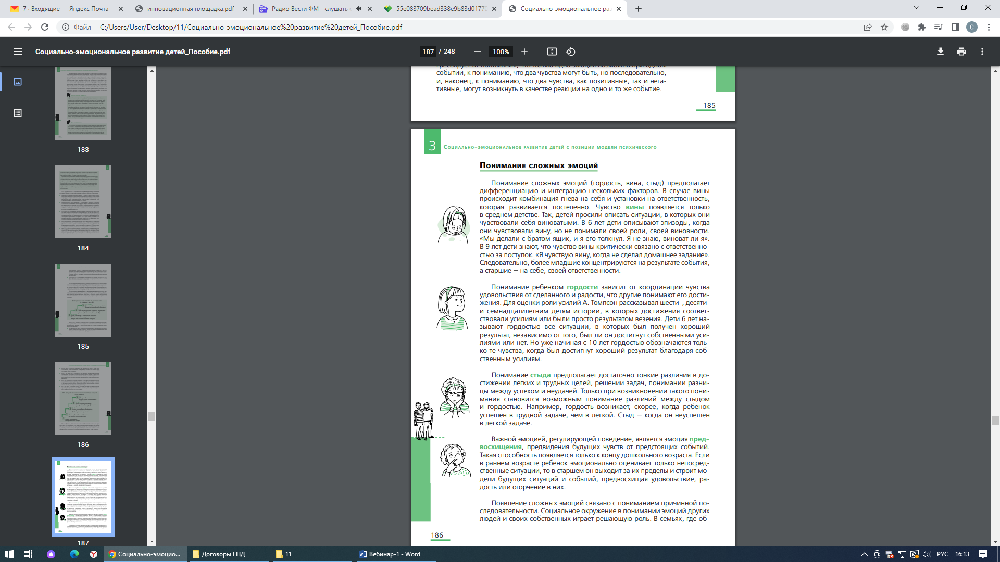 7 · Входящие — Яндекс Почта
инновационная площадка.pdf
Радио Вести ФМ - слушать
55e083709bead338e9b83d0177
Социально-эмоциональное ра
Файл
C:/Users/User/Desktop/11/Социально-эмоциональное%20развитие%20детей_Пособие.pdf
С
Социально-эмоциональное развитие детей_Пособие.pdf
187 / 248
100%
183
184
185
186
187
событии, к пониманию, что два чувства могут быть, но последовательно,
и, наконец, к пониманию, что два чувства, как позитивные, так и нега-
тивные, могут возникнуть в качестве реакции на одно и то же событие.
185
3
Социально-эмоциональное развитие детей с позиции модели психического
Понимание сложных эмоций
Понимание сложных эмоций (гордость, вина, стыд) предполагает
дифференциацию и интеграцию нескольких факторов. В случае вины
происходит комбинация гнева на себя и установки на ответственность,
которая развивается постепенно. Чувство вины появляется только
в среднем детстве. Так, детей просили описать ситуации, в которых они
чувствовали себя виноватыми. В 6 лет дети описывают эпизоды, когда
они чувствовали вину, но не понимали своей роли, своей виновности.
«Мы делали с братом ящик, и я его толкнул. Я не знаю, виноват ли я».
В 9 лет дети знают, что чувство вины критически связано с ответственно-
стью за поступок. «Я чувствую вину, когда не сделал домашнее задание».
Следовательно, более младшие концентрируются на результате события,
а старшие — на себе, своей ответственности.
Понимание ребенком гордости зависит от координации чувства
удовольствия от сделанного и радости, что другие понимают его дости-
жения. Для оценки роли усилий А. Томпсон рассказывал шести-, десяти-
и семнадцатилетним детям истории, в которых достижения соответ-
ствовали усилиям или были просто результатом везения. Дети 6 лет на-
зывают гордостью все ситуации, в которых был получен хороший
результат, независимо от того, был ли он достигнут собственными уси-
лиями или нет. Но уже начиная с 10 лет гордостью обозначаются толь-
ко те чувства, когда был достигнут хороший результат благодаря соб-
ственным усилиям.
Понимание стыда предполагает достаточно тонкие различия в до-
стижении легких и трудных целей, решении задач, понимании разни-
цы между успехом и неудачей. Только при возникновении такого пони-
мания становится возможным понимание различий между стыдом
и гордостью. Например, гордость возникает, скорее, когда ребенок
успешен в трудной задаче, чем в легкой. Стыд — когда он неуспешен
в легкой задаче.
Важной эмоцией, регулирующей поведение, является эмоция пред-
восхищения, предвидения будущих чувств от предстоящих событий.
Такая способность появляется только к концу дошкольного возраста. Если
в раннем возрасте ребенок эмоционально оценивает только непосред-
ственные ситуации, то в старшем он выходит за их пределы и строит мо-
дели будущих ситуаций и событий, предвосхищая удовольствие, ра-
дость или огорчение в них.
Появление сложных эмоций связано с пониманием причинной по-
следовательности. Социальное окружение в понимании эмоций других
людей и своих собственных играет решающую роль. В семьях, где об-
186
Социально-эмоцио...
Договоры ГПД
11
Вебинар-1 - Word
РУС
16:13